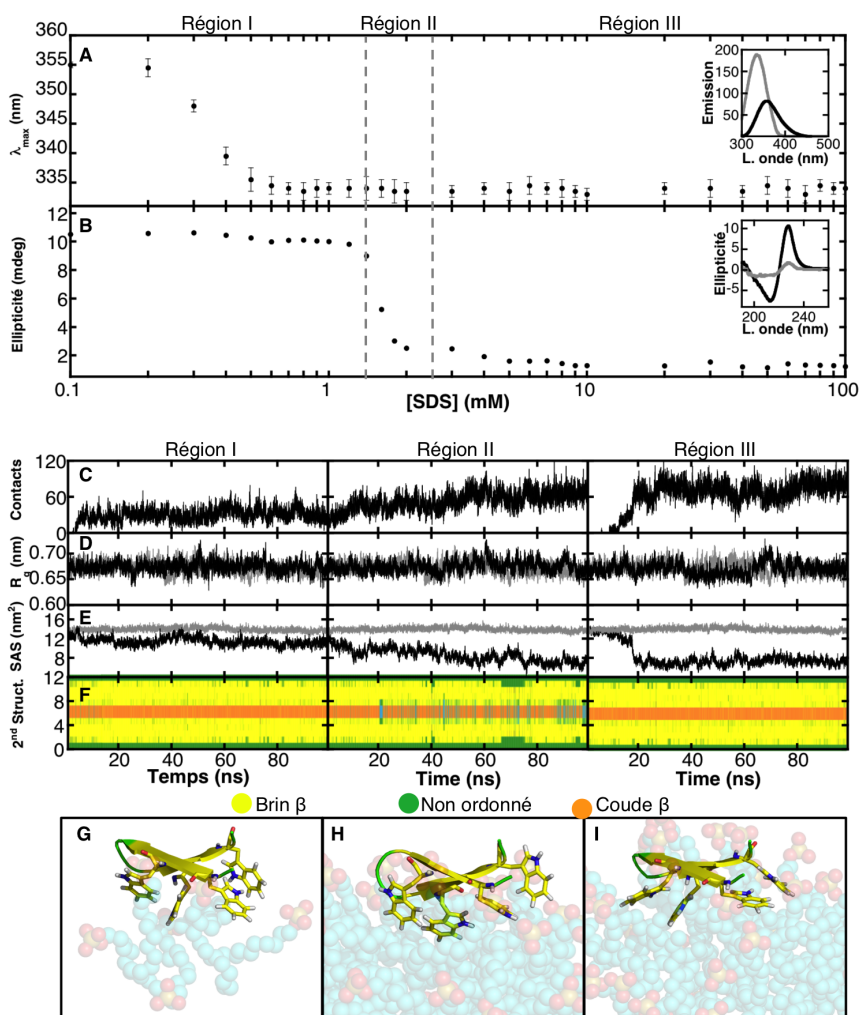 Région I Région II Région III
A
360
355
350
345
340
335
λmax (nm)
Emission
200
150
100
50
300 400 500
L. onde (nm)
B
12
10
8
6
4
2
Ellipticité (mdeg)
Ellipticité
10
5
0
-5
200 240
L. onde (nm)
0.1 1 10 100
[SDS] (mM)
Région I Région II Région III
C
120
60
0
Contacts
D
0.70
0.65
0.60
Rg (nm)
E
16
12
8
SAS (nm²)
F
12
8
4
0
2nd Struct.
20 40 60 80 20 40 60 80 20 40 60 80
Temps (ns) Time (ns) Time (ns)
Brin β Non ordonné Coude β
G H I